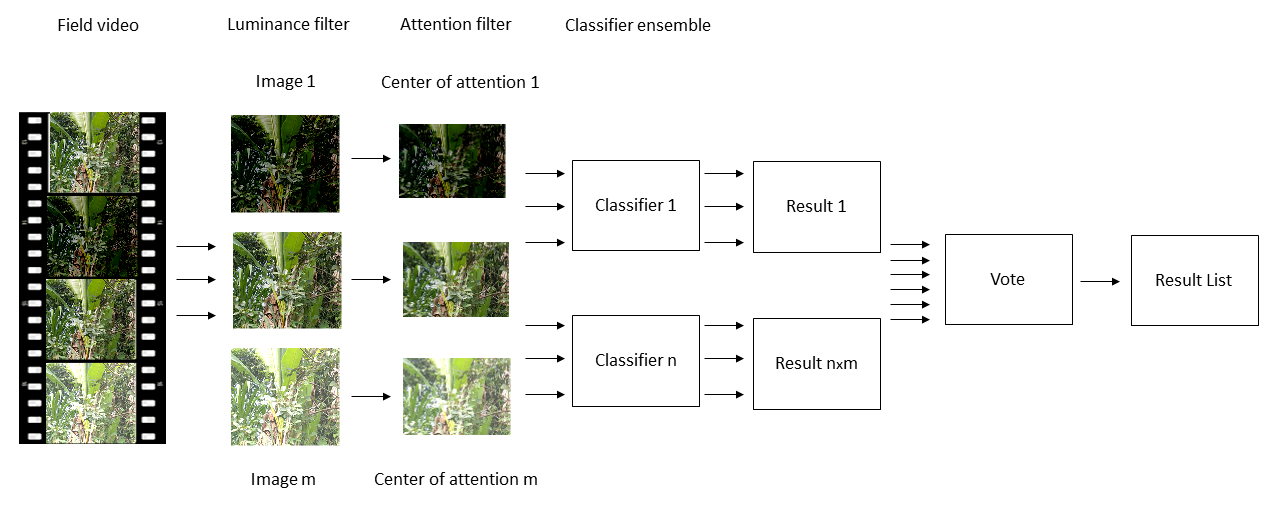 Field video
Luminance filter
Attention filter
Classifier ensemble
Image 1
Center of attention 1
Classifier 1
Result 1
Vote
Result List
Classifier n
Result nxm
Image m
Center of attention m